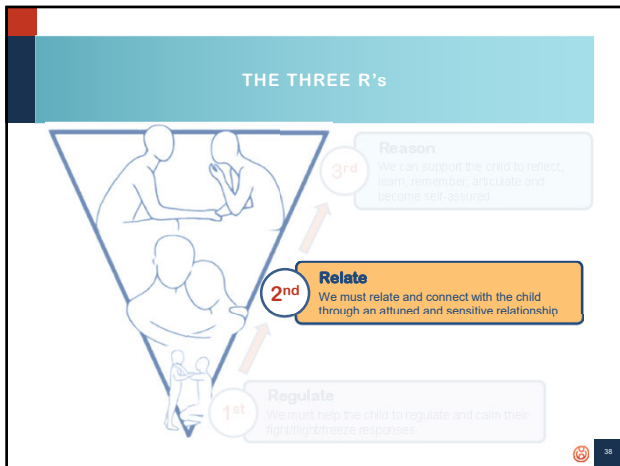 THE THREE R's
3rd
Reason
We can support the child to reflect,
learn, remember, articulate and
become self-assured.
2nd
Relate
We must relate and connect with the child
through an attuned and sensitive relationship
1st
Regulate
We must help the child to regulate and calm their
fight/flight/freeze responses
38